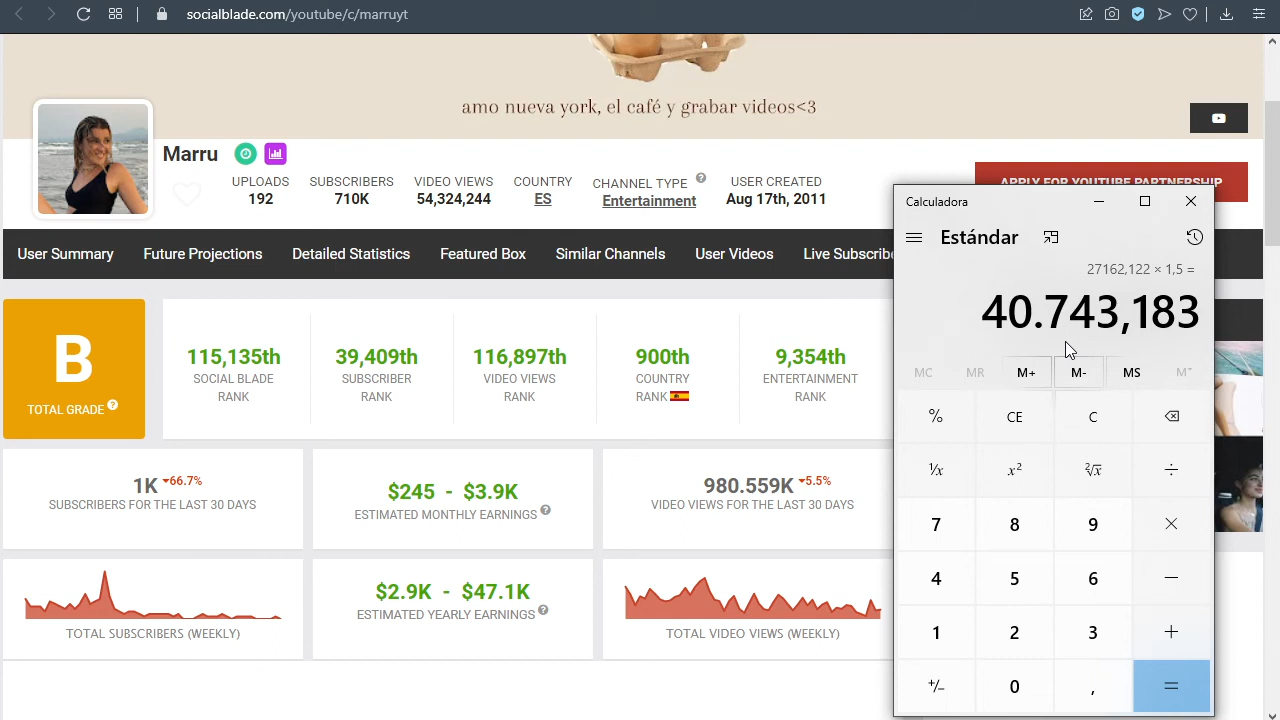 socialblade.com/youtube/c/marruyt
amo nueva york, el café y grabar videos<3
Marru
UPLOADS
192
SUBSCRIBERS
710K
VIDEO VIEWS
54,324,244
COUNTRY
ES
CHANNEL TYPE ?
Entertainment
USER CREATED
Aug 17th, 2011
APPLY FOR YOUTUBE PARTNERSHIP
User Summary Future Projections Detailed Statistics Featured Box Similar Channels User Videos Live Subscribe
B
TOTAL GRADE ?
115,135th
SOCIAL BLADE
RANK
39,409th
SUBSCRIBER
RANK
116,897th
VIDEO VIEWS
RANK
900th
COUNTRY
RANK
9,354th
ENTERTAINMENT
RANK
1K 66.7%
SUBSCRIBERS FOR THE LAST 30 DAYS
$245 - $3.9K
ESTIMATED MONTHLY EARNINGS ?
980.559K 5.5%
VIDEO VIEWS FOR THE LAST 30 DAYS
TOTAL SUBSCRIBERS (WEEKLY)
$2.9K - $47.1K
ESTIMATED YEARLY EARNINGS ?
TOTAL VIDEO VIEWS (WEEKLY)
Calculadora
Estándar
27162,122 × 1,5 =
40.743,183
MC MR M+ M- MS M˅
% CE C
¹/x x² ²√x ÷
7 8 9 ×
4 5 6 −
1 2 3 +
+/− 0 , =